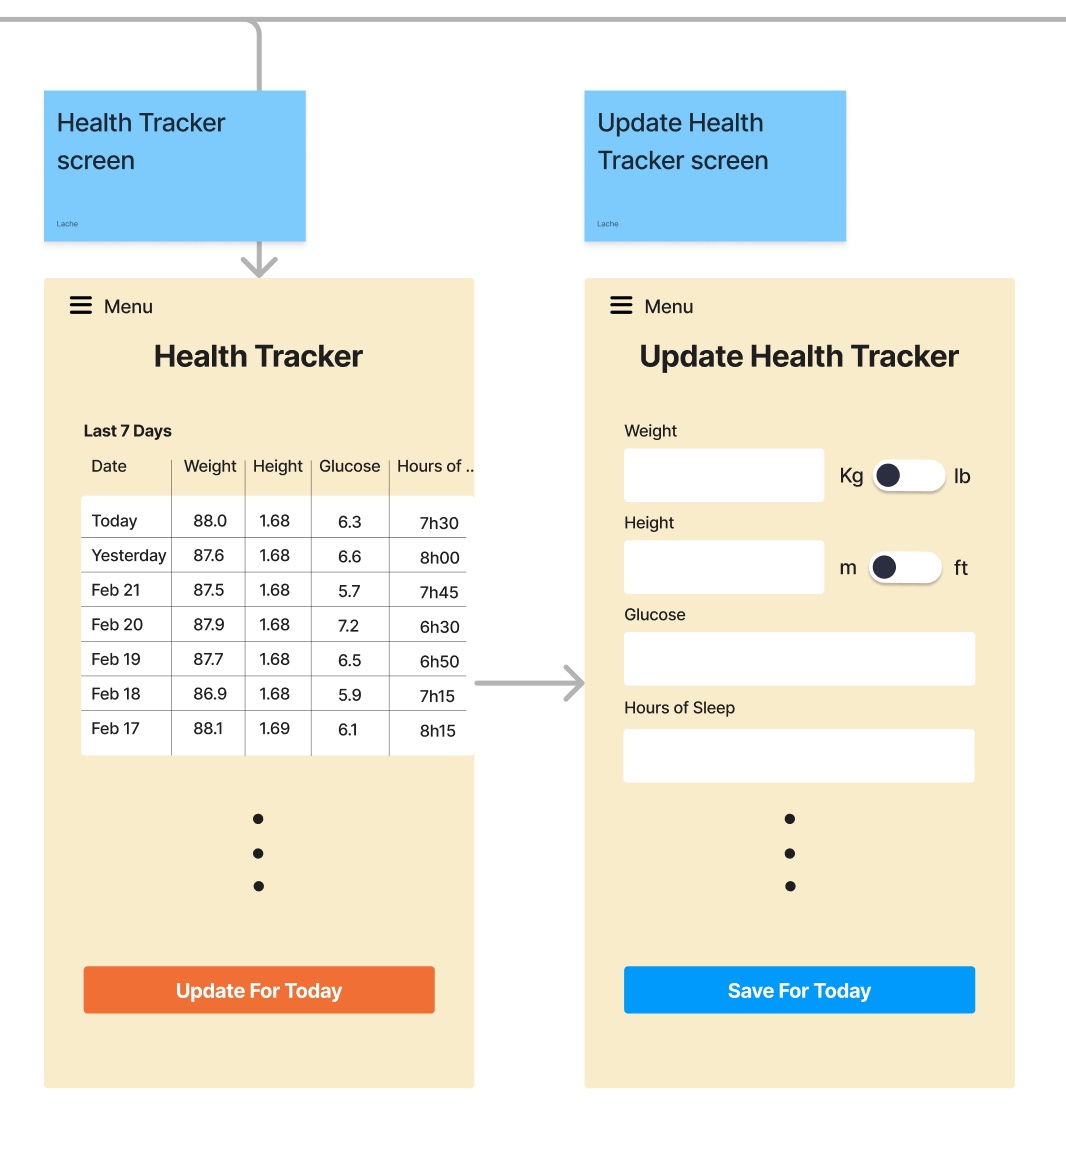 Health Tracker
screen
Lache
Update Health
Tracker screen
Lache
Menu
Health Tracker
Last 7 Days
Date Weight Height Glucose Hours of ..
Today 88.0 1.68 6.3 7h30
Yesterday 87.6 1.68 6.6 8h00
Feb 21 87.5 1.68 5.7 7h45
Feb 20 87.9 1.68 7.2 6h30
Feb 19 87.7 1.68 6.5 6h50
Feb 18 86.9 1.68 5.9 7h15
Feb 17 88.1 1.69 6.1 8h15
Update For Today
Menu
Update Health Tracker
Weight
Kg lb
Height
m ft
Glucose
Hours of Sleep
Save For Today